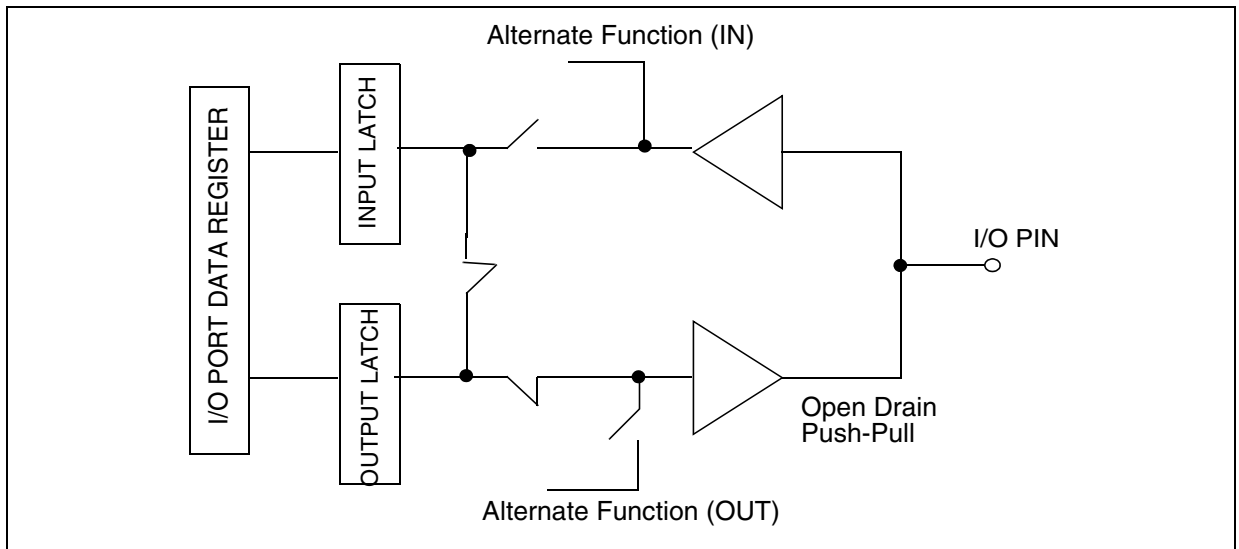 Alternate Function (IN)
I/O PORT DATA REGISTER
INPUT LATCH
I/O PIN
OUTPUT LATCH
Open Drain
Push-Pull
Alternate Function (OUT)